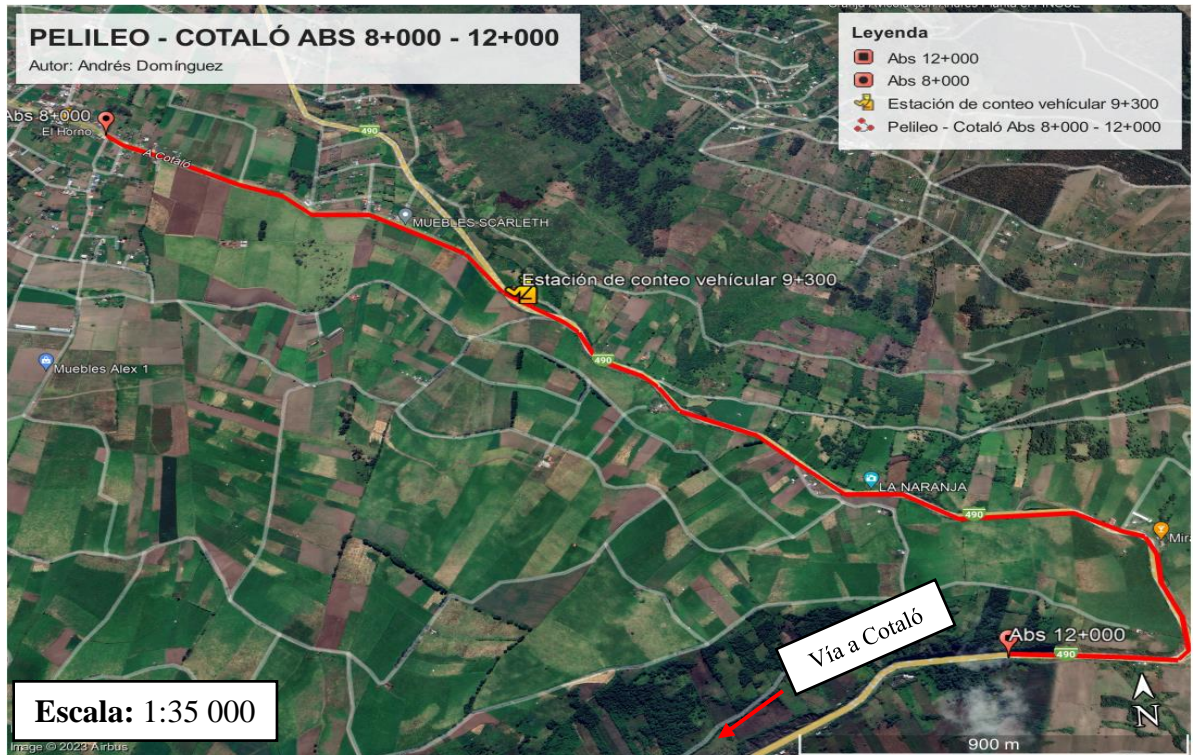 PELILEO - COTALÓ ABS 8+000 - 12+000
Autor: Andrés Domínguez
Leyenda
Abs 12+000
Abs 8+000
Estación de conteo vehícular 9+300
Pelileo - Cotaló Abs 8+000 - 12+000
Abs 8+000
El Horno
A Cotaló
490
MUEBLES SCARLETH
Estación de conteo vehícular 9+300
490
Muebles Alex 1
LA NARANJA
490
Mira
Vía a Cotaló
Abs 12+000
490
Escala: 1:35 000
N
900 m
Image © 2023 Airbus